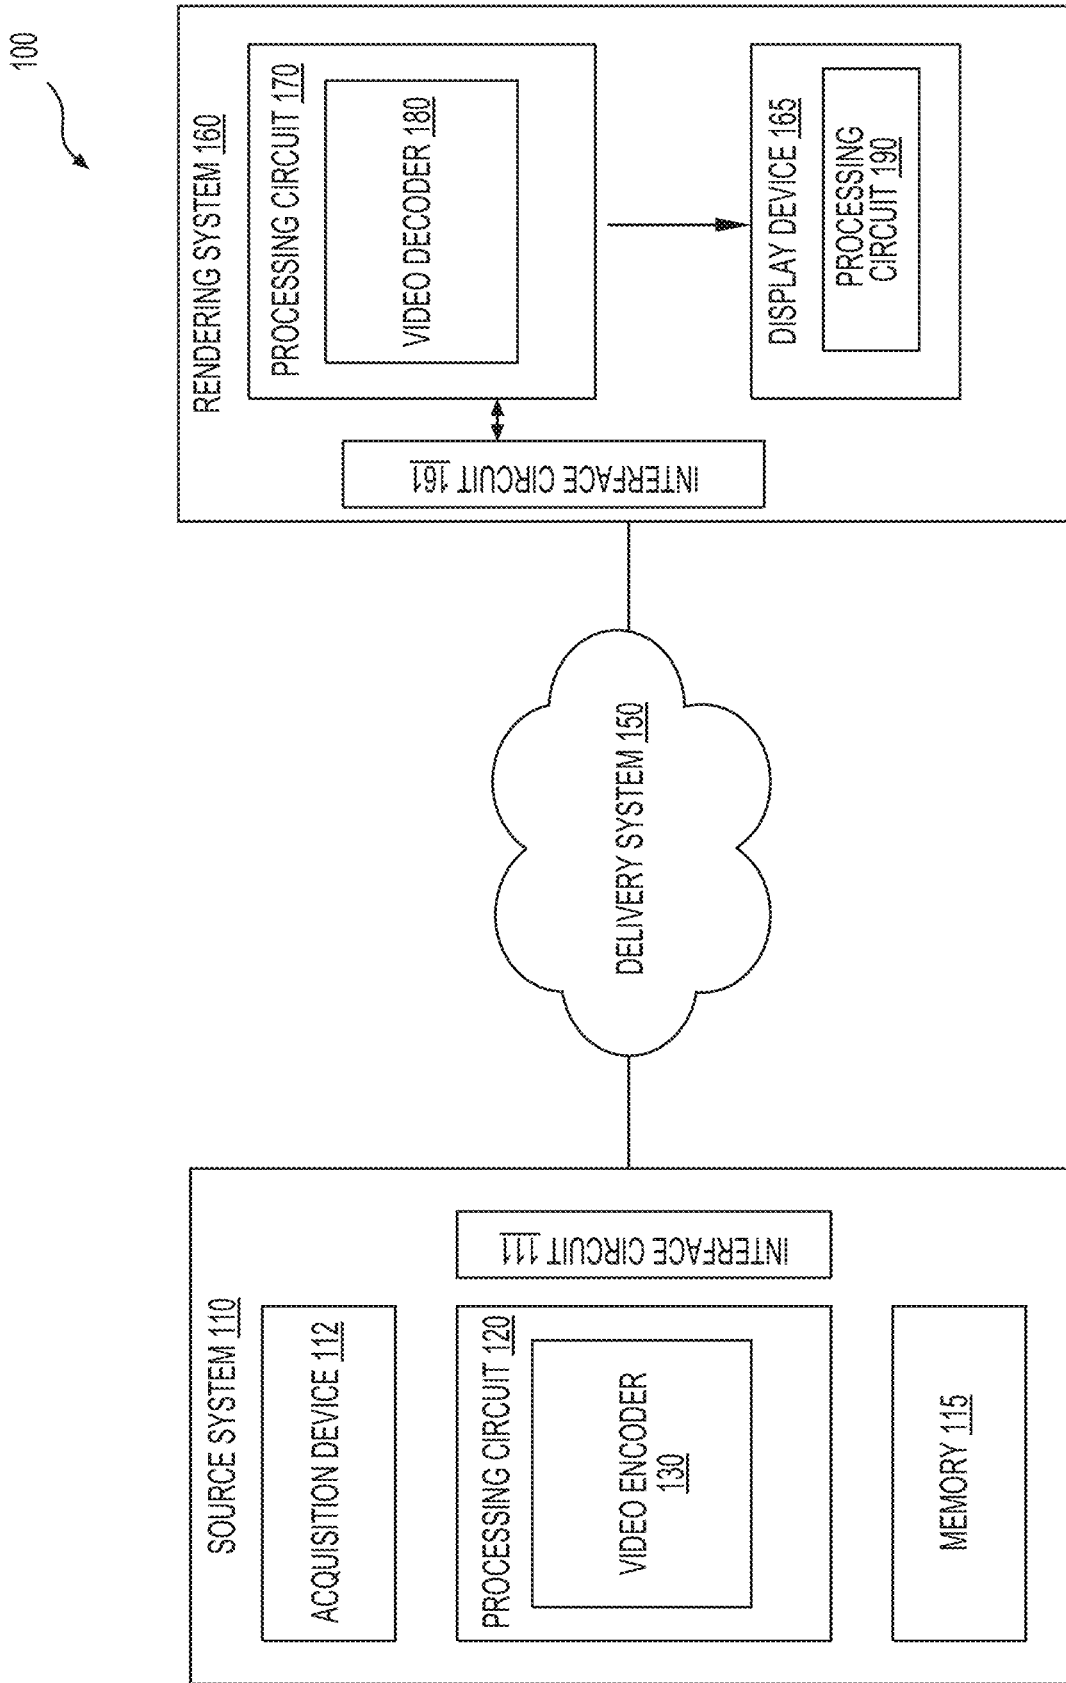 100
SOURCE SYSTEM 110
ACQUISITION DEVICE 112
PROCESSING CIRCUIT 120
VIDEO ENCODER
130
MEMORY 115
INTERFACE CIRCUIT 111
DELIVERY SYSTEM 150
RENDERING SYSTEM 160
INTERFACE CIRCUIT 161
PROCESSING CIRCUIT 170
VIDEO DECODER 180
DISPLAY DEVICE 165
PROCESSING
CIRCUIT 190